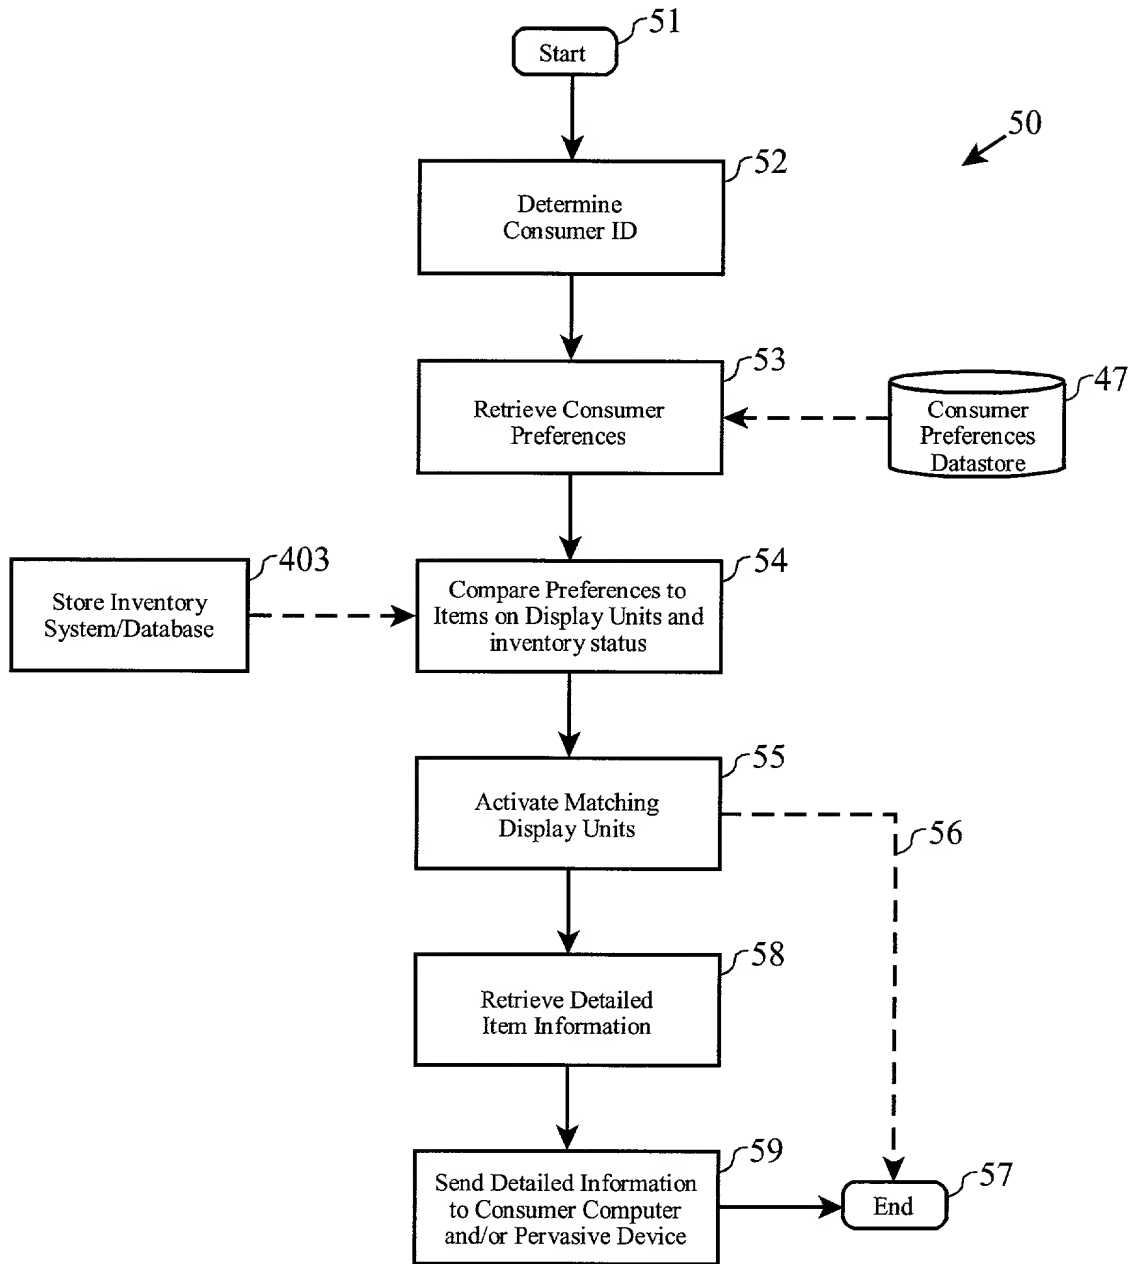 51
Start
50
52
Determine
Consumer ID
53
Retrieve Consumer
Preferences
47
Consumer
Preferences
Datastore
403
Store Inventory
System/Database
54
Compare Preferences to
Items on Display Units and
inventory status
55
Activate Matching
Display Units
56
58
Retrieve Detailed
Item Information
59
Send Detailed Information
to Consumer Computer
and/or Pervasive Device
57
End